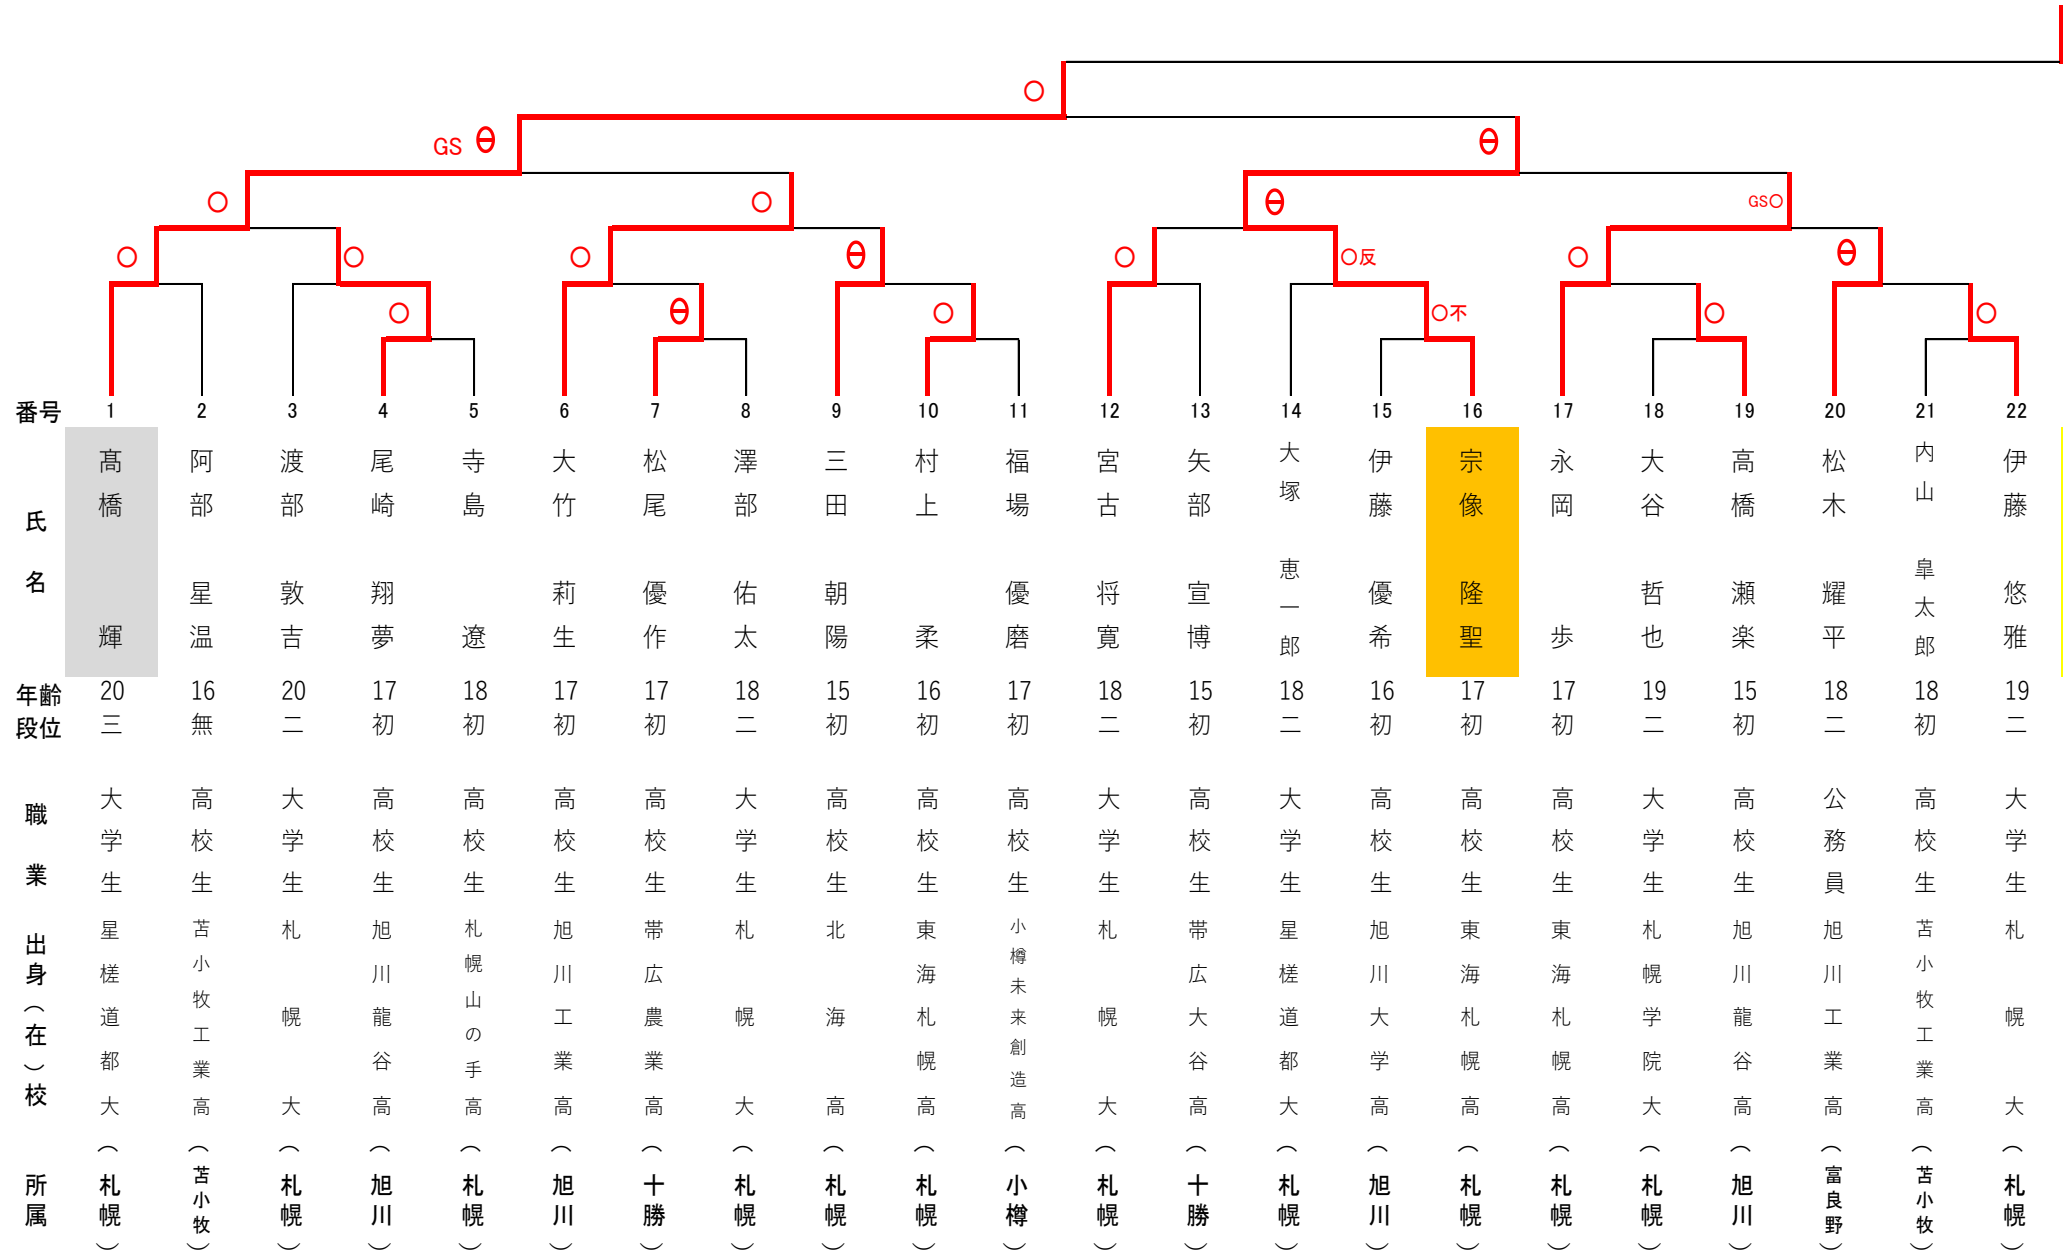 〇
GS θ
θ
〇
〇
θ
GS〇
〇
〇
〇
θ
〇
〇反
〇
θ
〇
θ
〇
〇不
〇
〇
番号 1 2 3 4 5 6 7 8 9 10 11 12 13 14 15 16 17 18 19 20 21 22
氏名
髙橋 輝
阿部 星温
渡部 敦吉
尾崎 翔夢
寺島 遼
大竹 莉生
松尾 優作
澤部 佑太
三田 朝陽
村上 柔
福場 優磨
宮古 将寛
矢部 宣博
大塚 恵一郎
伊藤 優希
宗像 隆聖
永岡 歩
大谷 哲也
高橋 瀬楽
松木 耀平
内山 皐太郎
伊藤 悠雅
年齢 20 16 20 17 18 17 17 18 15 16 17 18 15 18 16 17 17 19 15 18 18 19
段位 三 無 二 初 初 初 初 二 初 初 初 二 初 二 初 初 初 二 初 二 初 二
職業
大学生
高校生
大学生
高校生
高校生
高校生
高校生
大学生
高校生
高校生
高校生
大学生
高校生
大学生
高校生
高校生
高校生
大学生
高校生
公務員
高校生
大学生
出身(在)校
星槎道都大
苫小牧工業高
札幌大
旭川龍谷高
札幌山の手高
旭川工業高
帯広農業高
札幌大
北海高
東海札幌高
小樽未来創造高
札幌大
帯広大谷高
星槎道都大
旭川大学高
東海札幌高
東海札幌高
札幌学院大
旭川龍谷高
旭川工業高
苫小牧工業高
札幌大
所属
(札幌)
(苫小牧)
(札幌)
(旭川)
(札幌)
(旭川)
(十勝)
(札幌)
(札幌)
(札幌)
(小樽)
(札幌)
(十勝)
(札幌)
(旭川)
(札幌)
(札幌)
(札幌)
(旭川)
(富良野)
(苫小牧)
(札幌)